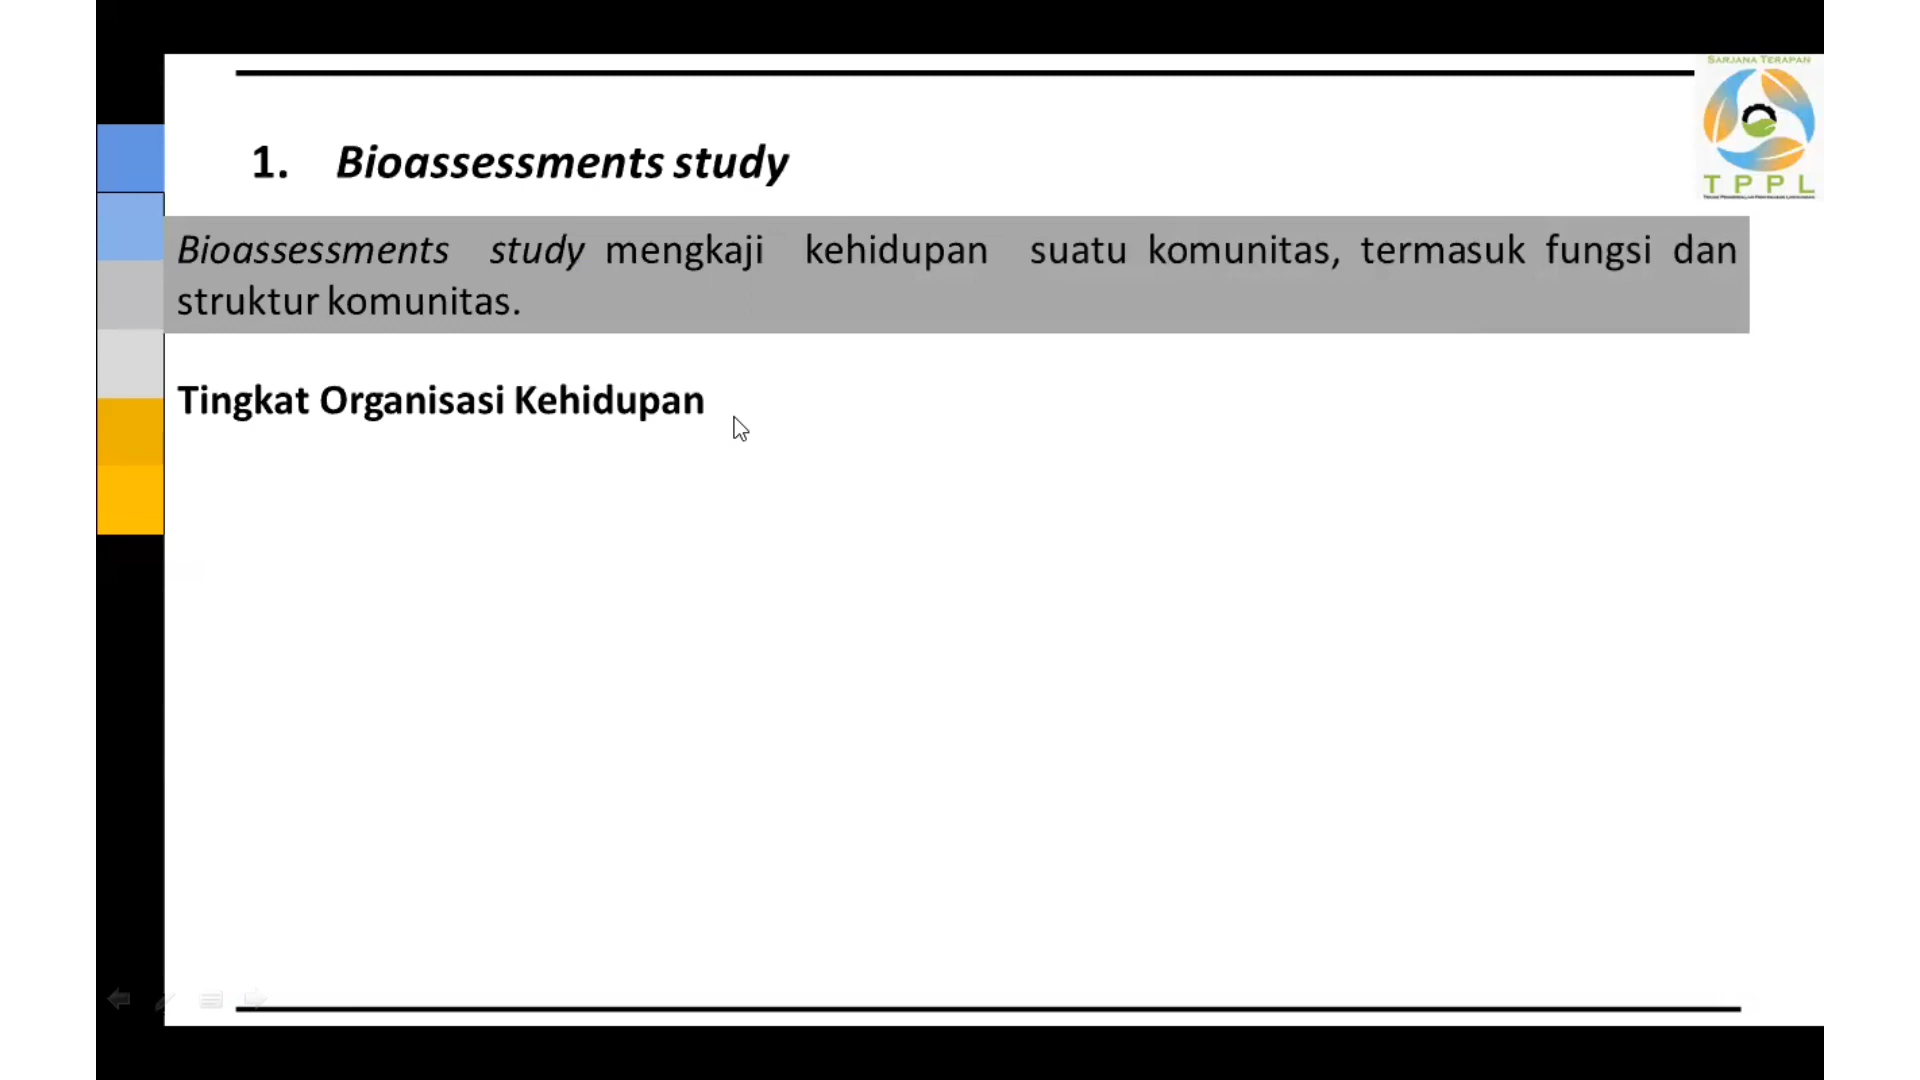 SARJANA TERAPAN
TPPL
1. Bioassessments study
Bioassessments study mengkaji kehidupan suatu komunitas, termasuk fungsi dan
struktur komunitas.
Tingkat Organisasi Kehidupan